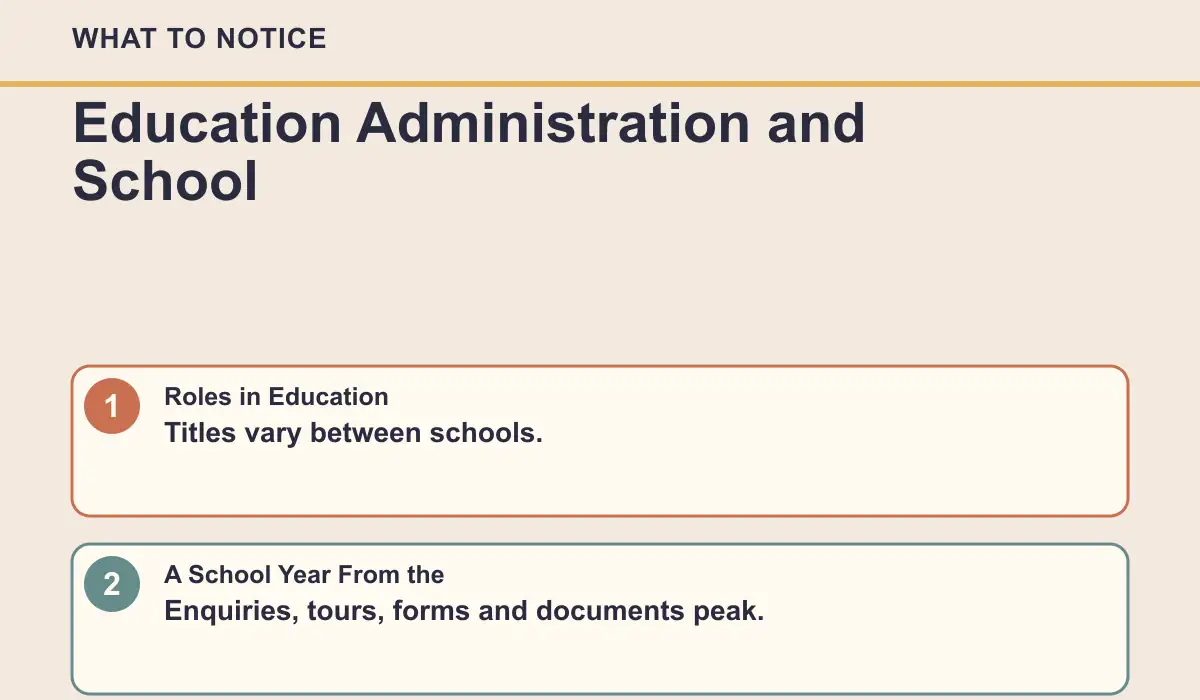 WHAT TO NOTICE
Education Administration and
School
1
Roles in Education
Titles vary between schools.
2
A School Year From the
Enquiries, tours, forms and documents peak.